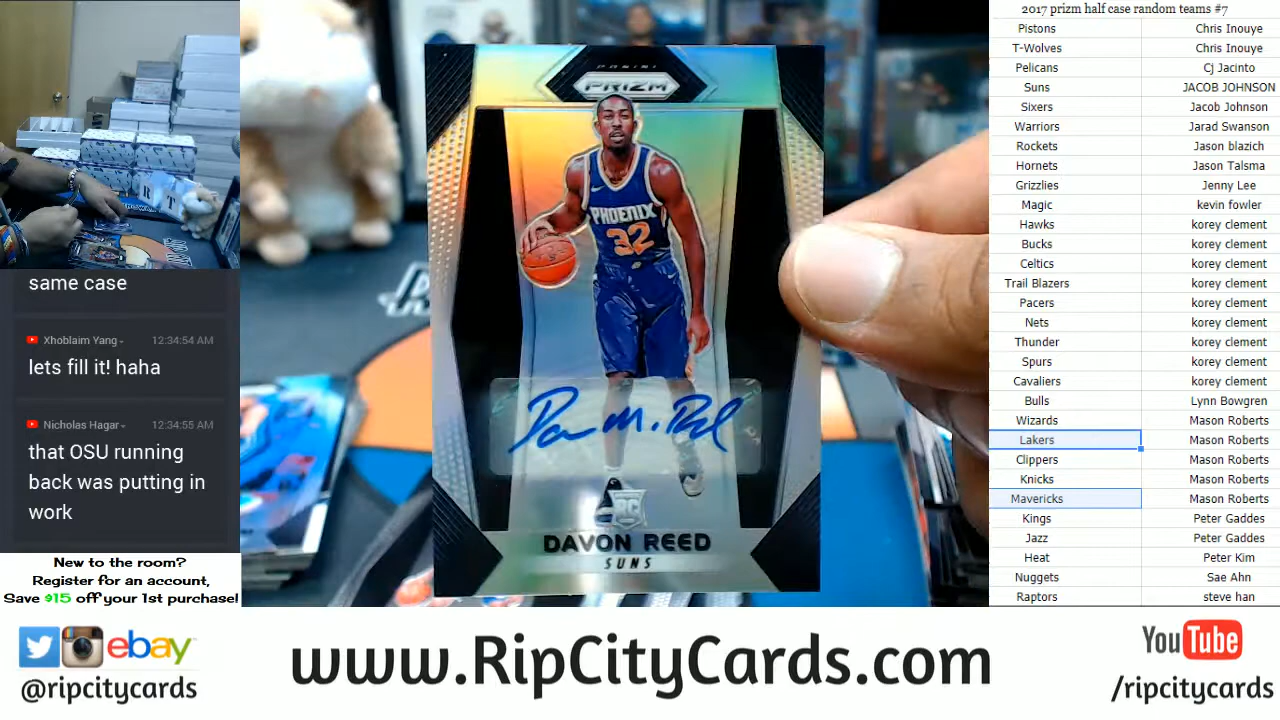 same case
Xhoblaim Yang 12:34:54 AM
lets fill it! haha
Nicholas Hagar 12:34:55 AM
that OSU running
back was putting in
work
New to the room?
Register for an account,
Save $15 off your 1st purchase!
R
T
PANINI
PRIZM
PHOENIX
32
Davon M. Reed
RC
DAVON REED
SUNS
2017 prizm half case random teams #7
Pistons Chris Inouye
T-Wolves Chris Inouye
Pelicans Cj Jacinto
Suns JACOB JOHNSON
Sixers Jacob Johnson
Warriors Jarad Swanson
Rockets Jason blazich
Hornets Jason Talsma
Grizzlies Jenny Lee
Magic kevin fowler
Hawks korey clement
Bucks korey clement
Celtics korey clement
Trail Blazers korey clement
Pacers korey clement
Nets korey clement
Thunder korey clement
Spurs korey clement
Cavaliers korey clement
Bulls Lynn Bowgren
Wizards Mason Roberts
Lakers Mason Roberts
Clippers Mason Roberts
Knicks Mason Roberts
Mavericks Mason Roberts
Kings Peter Gaddes
Jazz Peter Gaddes
Heat Peter Kim
Nuggets Sae Ahn
Raptors steve han
ebay
@ripcitycards
www.RipCityCards.com
YouTube
/ripcitycards